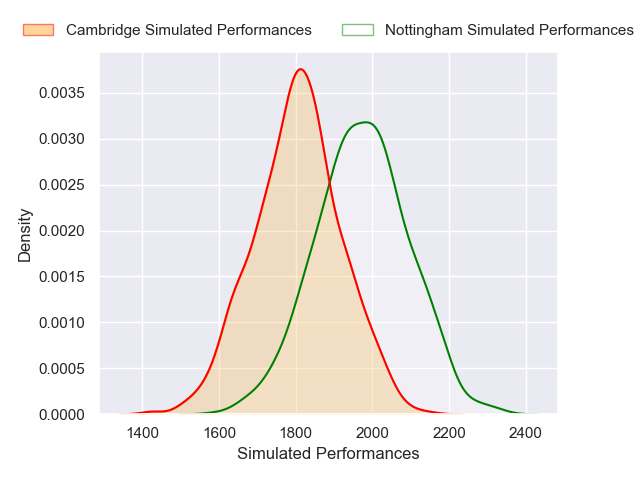 Cambridge Simulated Performances
Nottingham Simulated Performances
0.0035
0.0030
0.0025
0.0020
0.0015
0.0010
0.0005
0.0000
Density
1400 1600 1800 2000 2200 2400
Simulated Performances